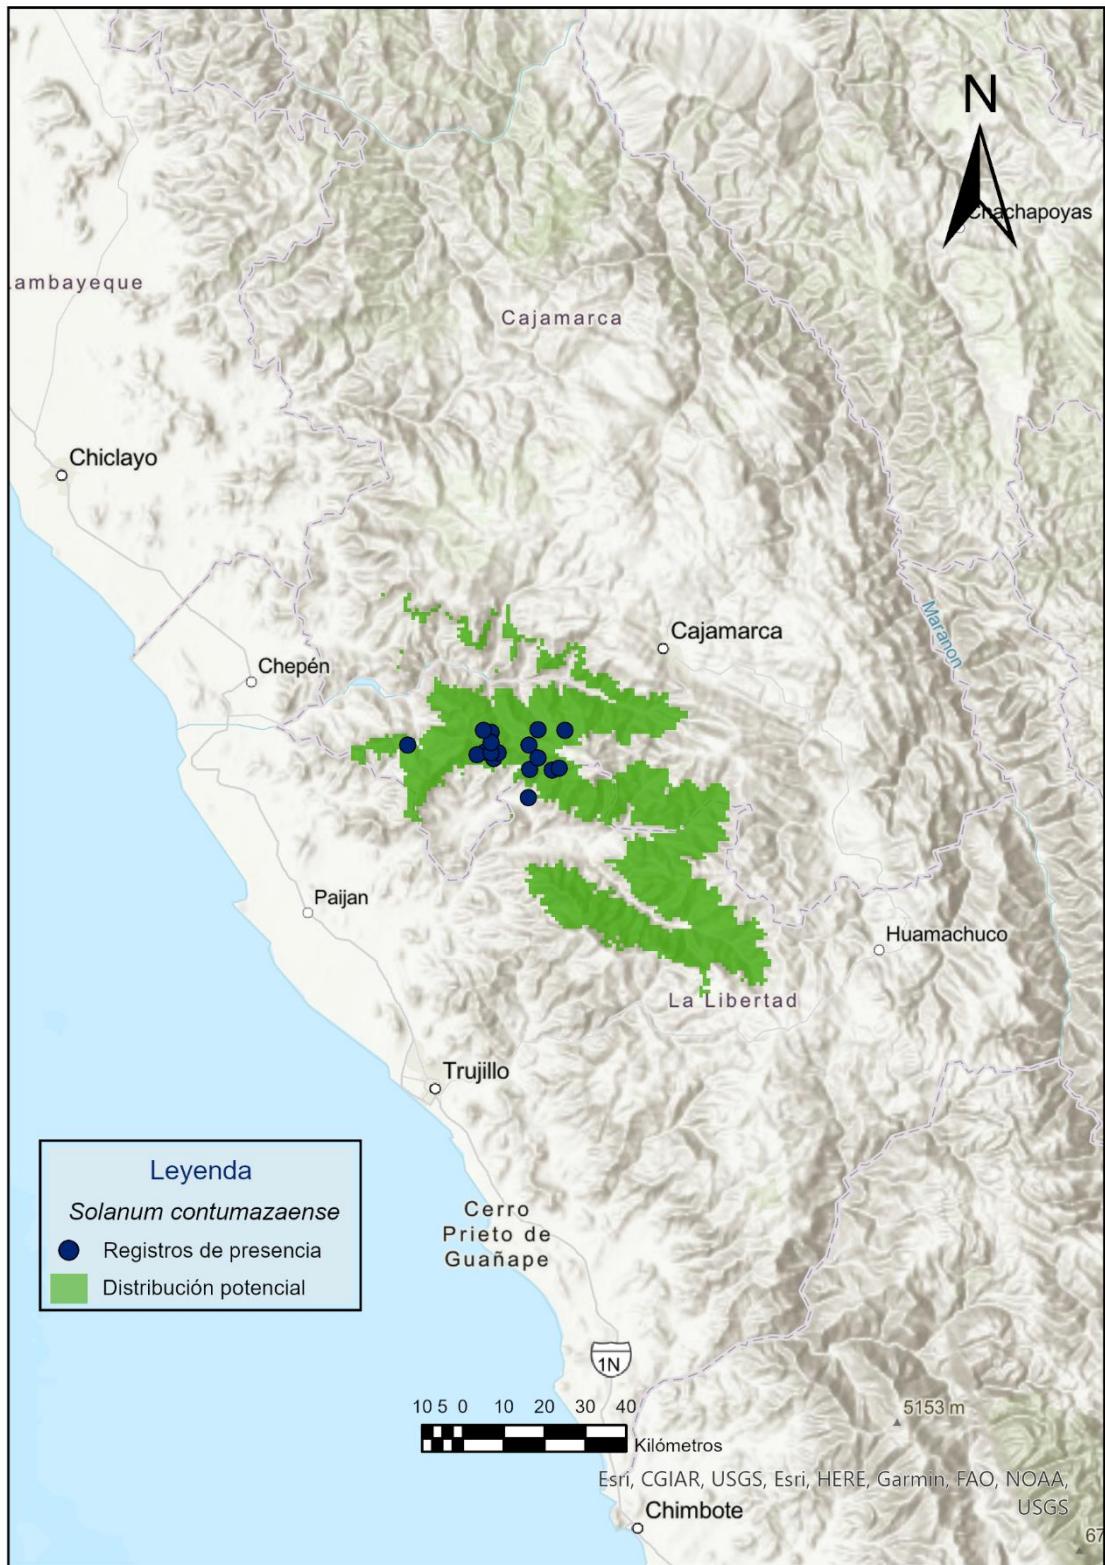 N
Chachapoyas
ambayeque
Cajamarca
Chiclayo
Maranon
Cajamarca
Chepén
Paijan
Huamachuco
La Libertad
Trujillo
Leyenda
Solanum contumazaense
Registros de presencia
Distribución potencial
Cerro
Prieto de
Guañape
1N
10 5 0 10 20 30 40
Kilómetros
5153 m
Esri, CGIAR, USGS, Esri, HERE, Garmin, FAO, NOAA,
USGS
Chimbote
67